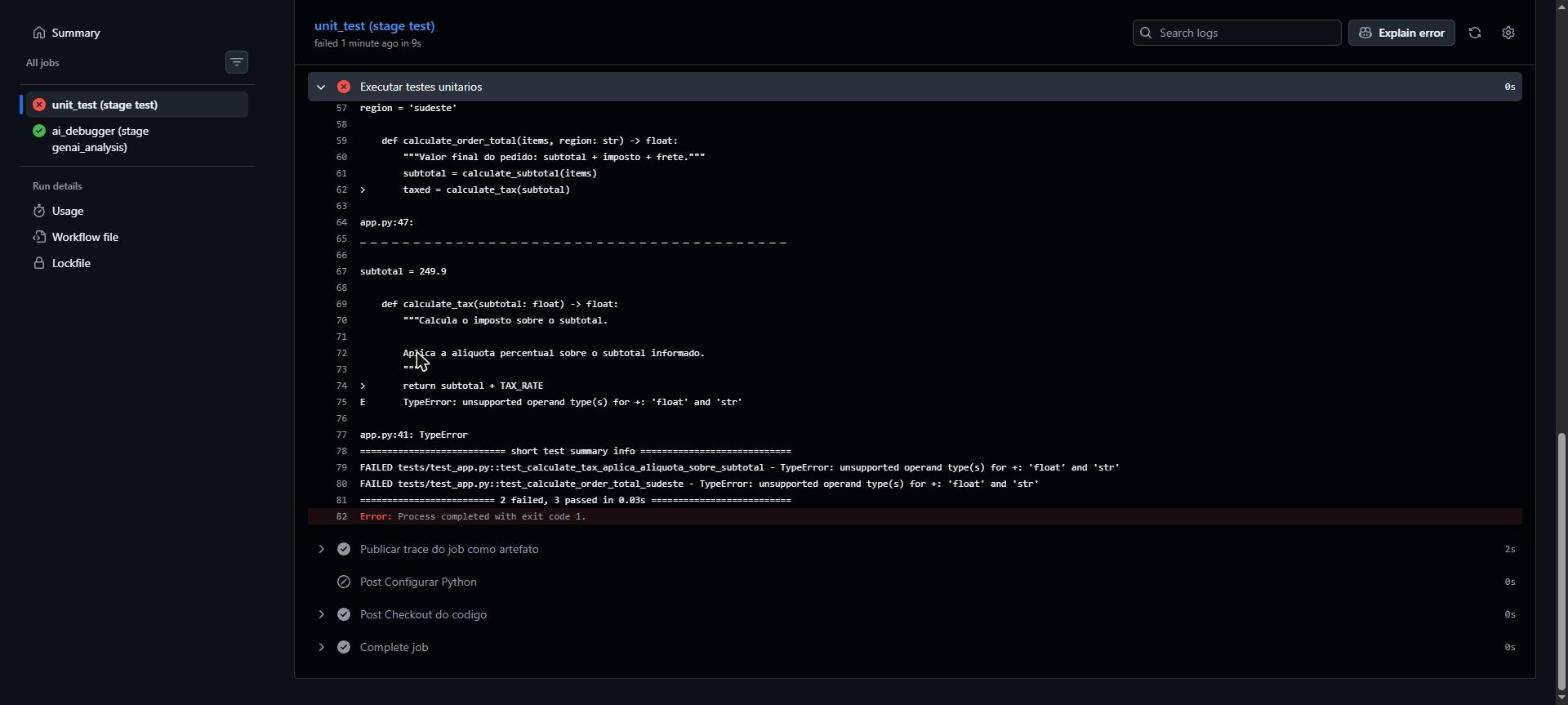 Summary
All jobs
unit_test (stage test)
ai_debugger (stage
genai_analysis)
Run details
Usage
Workflow file
Lockfile
unit_test (stage test)
failed 1 minute ago in 9s
Search logs
Explain error
Executar testes unitarios 0s
57 region = 'sudeste'
58
59 def calculate_order_total(items, region: str) -> float:
60 """Valor final do pedido: subtotal + imposto + frete."""
61 subtotal = calculate_subtotal(items)
62 > taxed = calculate_tax(subtotal)
63
64 app.py:47:
65 _ _ _ _ _ _ _ _ _ _ _ _ _ _ _ _ _ _ _ _ _ _ _ _ _ _ _ _ _ _ _ _ _ _ _ _ _ _ _ _
66
67 subtotal = 249.9
68
69 def calculate_tax(subtotal: float) -> float:
70 """Calcula o imposto sobre o subtotal.
71
72 Aplica a aliquota percentual sobre o subtotal informado.
73 """
74 > return subtotal + TAX_RATE
75 E TypeError: unsupported operand type(s) for +: 'float' and 'str'
76
77 app.py:41: TypeError
78 =========================== short test summary info ============================
79 FAILED tests/test_app.py::test_calculate_tax_aplica_aliquota_sobre_subtotal - TypeError: unsupported operand type(s) for +: 'float' and 'str'
80 FAILED tests/test_app.py::test_calculate_order_total_sudeste - TypeError: unsupported operand type(s) for +: 'float' and 'str'
81 ========================= 2 failed, 3 passed in 0.03s ==========================
82 Error: Process completed with exit code 1.
Publicar trace do job como artefato 2s
Post Configurar Python 0s
Post Checkout do codigo 0s
Complete job 0s